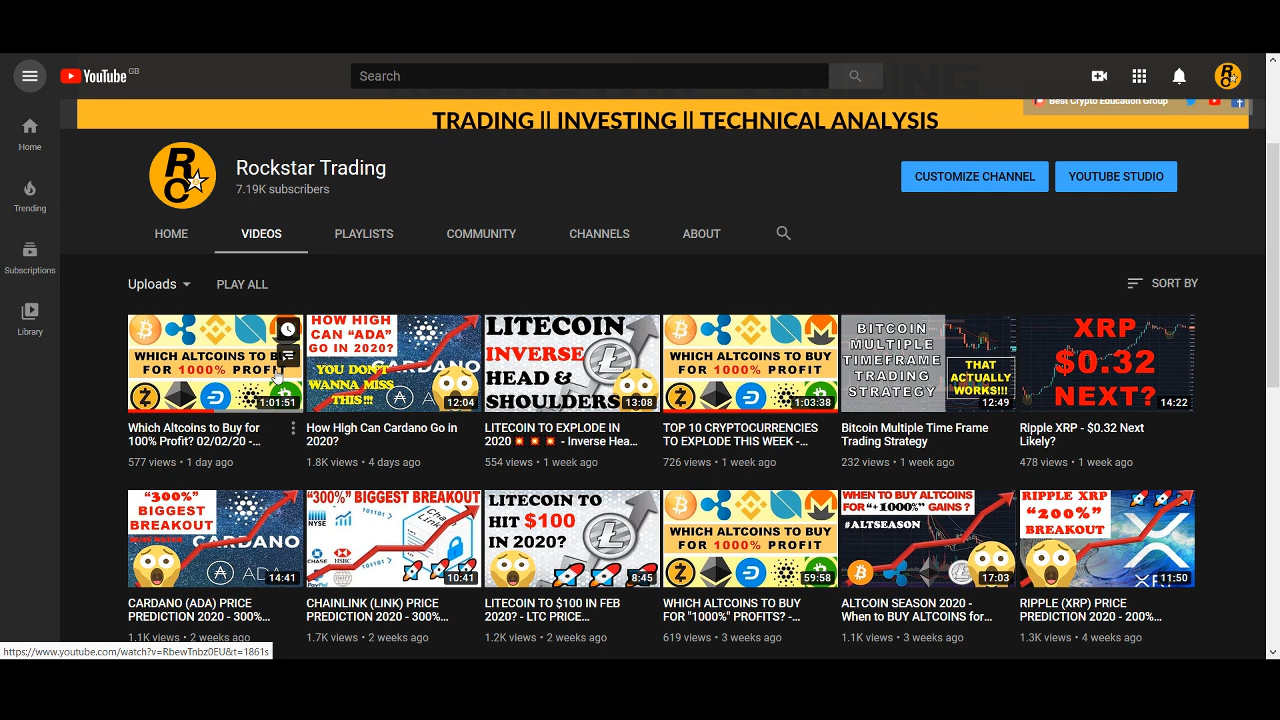 YouTube GB
Search
Best Crypto Education Group
TRADING || INVESTING || TECHNICAL ANALYSIS
Home
Trending
Subscriptions
Library
RC
Rockstar Trading
7.19K subscribers
CUSTOMIZE CHANNEL
YOUTUBE STUDIO
HOME VIDEOS PLAYLISTS COMMUNITY CHANNELS ABOUT
Uploads
PLAY ALL
SORT BY
WHICH ALTCOINS TO BUY
FOR 1000% PROFIT
1:01:51
HOW HIGH
CAN “ADA”
GO IN 2020?
YOU DON'T
WANNA MISS
THIS !!!
CARDANO
ADA
12:04
LITECOIN
INVERSE
HEAD &
SHOULDERS
13:08
WHICH ALTCOINS TO BUY
FOR 1000% PROFIT
1:03:38
BITCOIN
MULTIPLE
TIMEFRAME
TRADING
STRATEGY
THAT
ACTUALLY
WORKS!!!
12:49
XRP
$0.32
NEXT?
14:22
Which Altcoins to Buy for
100% Profit? 02/02/20 -...
577 views • 1 day ago
How High Can Cardano Go in
2020?
1.8K views • 4 days ago
LITECOIN TO EXPLODE IN
2020 💥 💥 💥 - Inverse Hea...
554 views • 1 week ago
TOP 10 CRYPTOCURRENCIES
TO EXPLODE THIS WEEK -...
726 views • 1 week ago
Bitcoin Multiple Time Frame
Trading Strategy
232 views • 1 week ago
Ripple XRP - $0.32 Next
Likely?
478 views • 1 week ago
“300%”
BIGGEST
BREAKOUT
CARDANO
ADA
14:41
“300%” BIGGEST BREAKOUT
NYSE
CHASE
HSBC
PayPal
10:41
LITECOIN TO
HIT $100
IN 2020?
8:45
WHICH ALTCOINS TO BUY
FOR 1000% PROFIT
59:58
WHEN TO BUY ALTCOINS
FOR “+1000%” GAINS ?
#ALTSEASON
17:03
RIPPLE XRP
“200%”
BREAKOUT
11:50
CARDANO (ADA) PRICE
PREDICTION 2020 - 300%...
1.1K views • 2 weeks ago
CHAINLINK (LINK) PRICE
PREDICTION 2020 - 300%...
1.7K views • 2 weeks ago
LITECOIN TO $100 IN FEB
2020? - LTC PRICE...
1.2K views • 2 weeks ago
WHICH ALTCOINS TO BUY
FOR "1000%" PROFITS? -...
619 views • 3 weeks ago
ALTCOIN SEASON 2020 -
When to BUY ALTCOINS for...
1.1K views • 3 weeks ago
RIPPLE (XRP) PRICE
PREDICTION 2020 - 200%...
1.3K views • 4 weeks ago
https://www.youtube.com/watch?v=RbewTnbz0EU&t=1861s